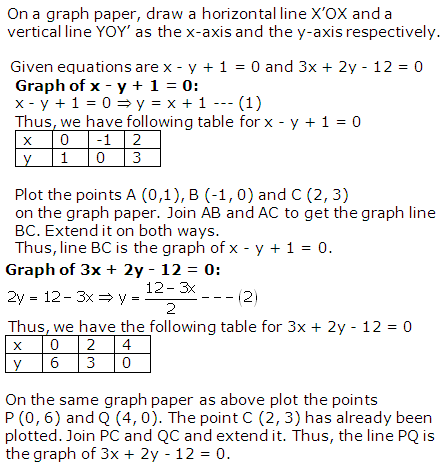 On a graph paper, draw a horizontal line X'OX and a
vertical line YOY' as the x-axis and the y-axis respectively.
Given equations are x - y + 1 = 0 and 3x + 2y - 12 = 0
Graph of x - y + 1 = 0:
x - y + 1 = 0 ⇒ y = x + 1 --- (1)
Thus, we have following table for x - y + 1 = 0
x 0 -1 2
y 1 0 3
Plot the points A (0,1), B (-1, 0) and C (2, 3)
on the graph paper. Join AB and AC to get the graph line
BC. Extend it on both ways.
Thus, line BC is the graph of x - y + 1 = 0.
Graph of 3x + 2y - 12 = 0:
2y = 12 – 3x ⇒ y = (12 – 3x)/2 – – – (2)
Thus, we have the following table for 3x + 2y - 12 = 0
x 0 2 4
y 6 3 0
On the same graph paper as above plot the points
P (0, 6) and Q (4, 0). The point C (2, 3) has already been
plotted. Join PC and QC and extend it. Thus, the line PQ is
the graph of 3x + 2y - 12 = 0.